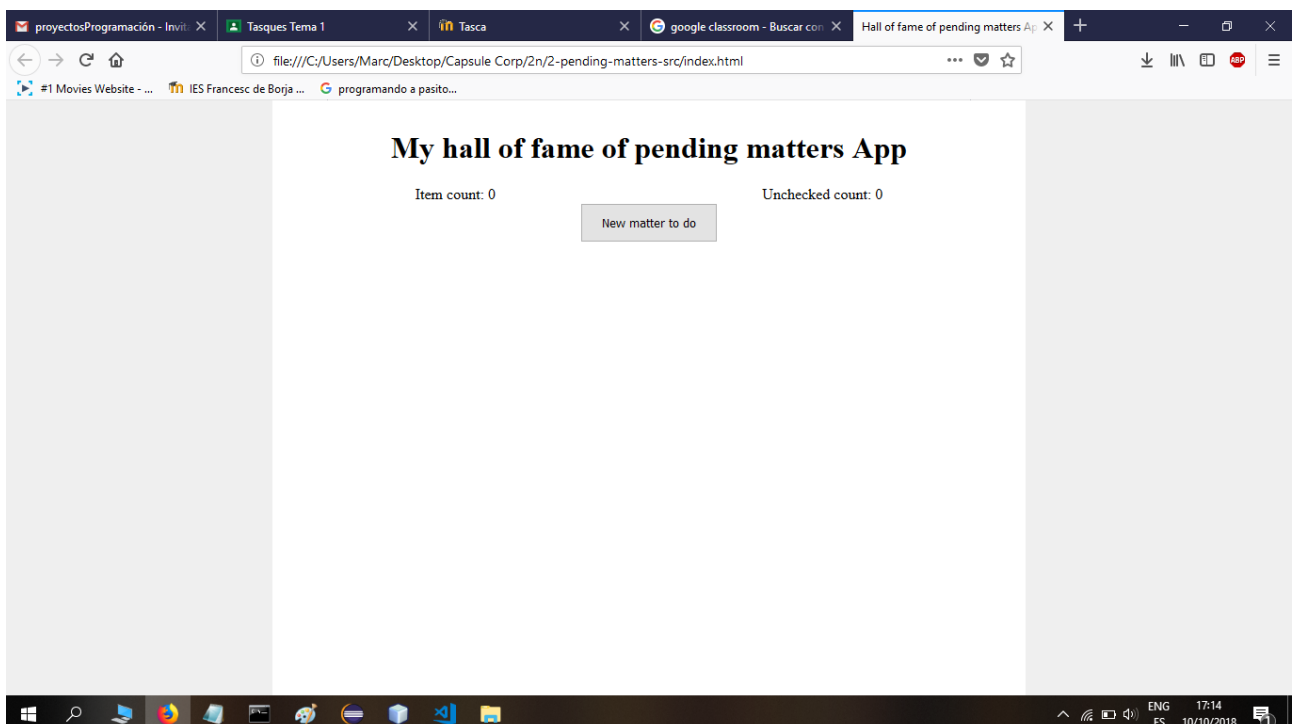 proyectosProgramación - Invit
Tasques Tema 1
Tasca
google classroom - Buscar con
Hall of fame of pending matters Ap
file:///C:/Users/Marc/Desktop/Capsule Corp/2n/2-pending-matters-src/index.html
ABP
#1 Movies Website - ...
IES Francesc de Borja ...
programando a pasito...
My hall of fame of pending matters App
Item count: 0
Unchecked count: 0
New matter to do
ENG
17:14
ES
10/10/2018